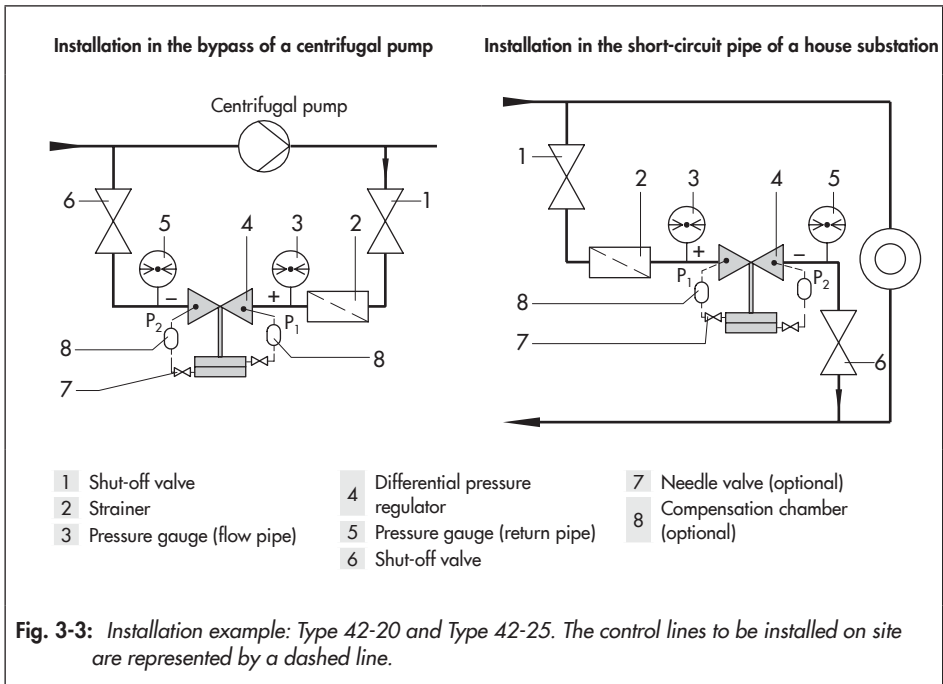 Installation in the bypass of a centrifugal pump
Centrifugal pump
6
1
5
4
3
2
−
+
P2
P1
8
8
7
Installation in the short-circuit pipe of a house substation
1
2
3
4
5
+
−
P1
P2
8
7
6
1 Shut-off valve
2 Strainer
3 Pressure gauge (flow pipe)
4 Differential pressure
regulator
5 Pressure gauge (return pipe)
6 Shut-off valve
7 Needle valve (optional)
8 Compensation chamber
(optional)
Fig. 3-3: Installation example: Type 42-20 and Type 42-25. The control lines to be installed on site
are represented by a dashed line.